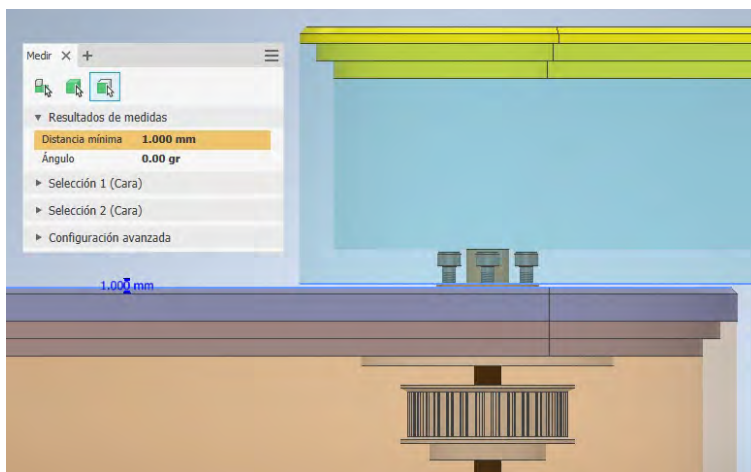 Medir
Resultados de medidas
Distancia mínima 1.000 mm
Ángulo 0.00 gr
Selección 1 (Cara)
Selección 2 (Cara)
Configuración avanzada
1.000 mm